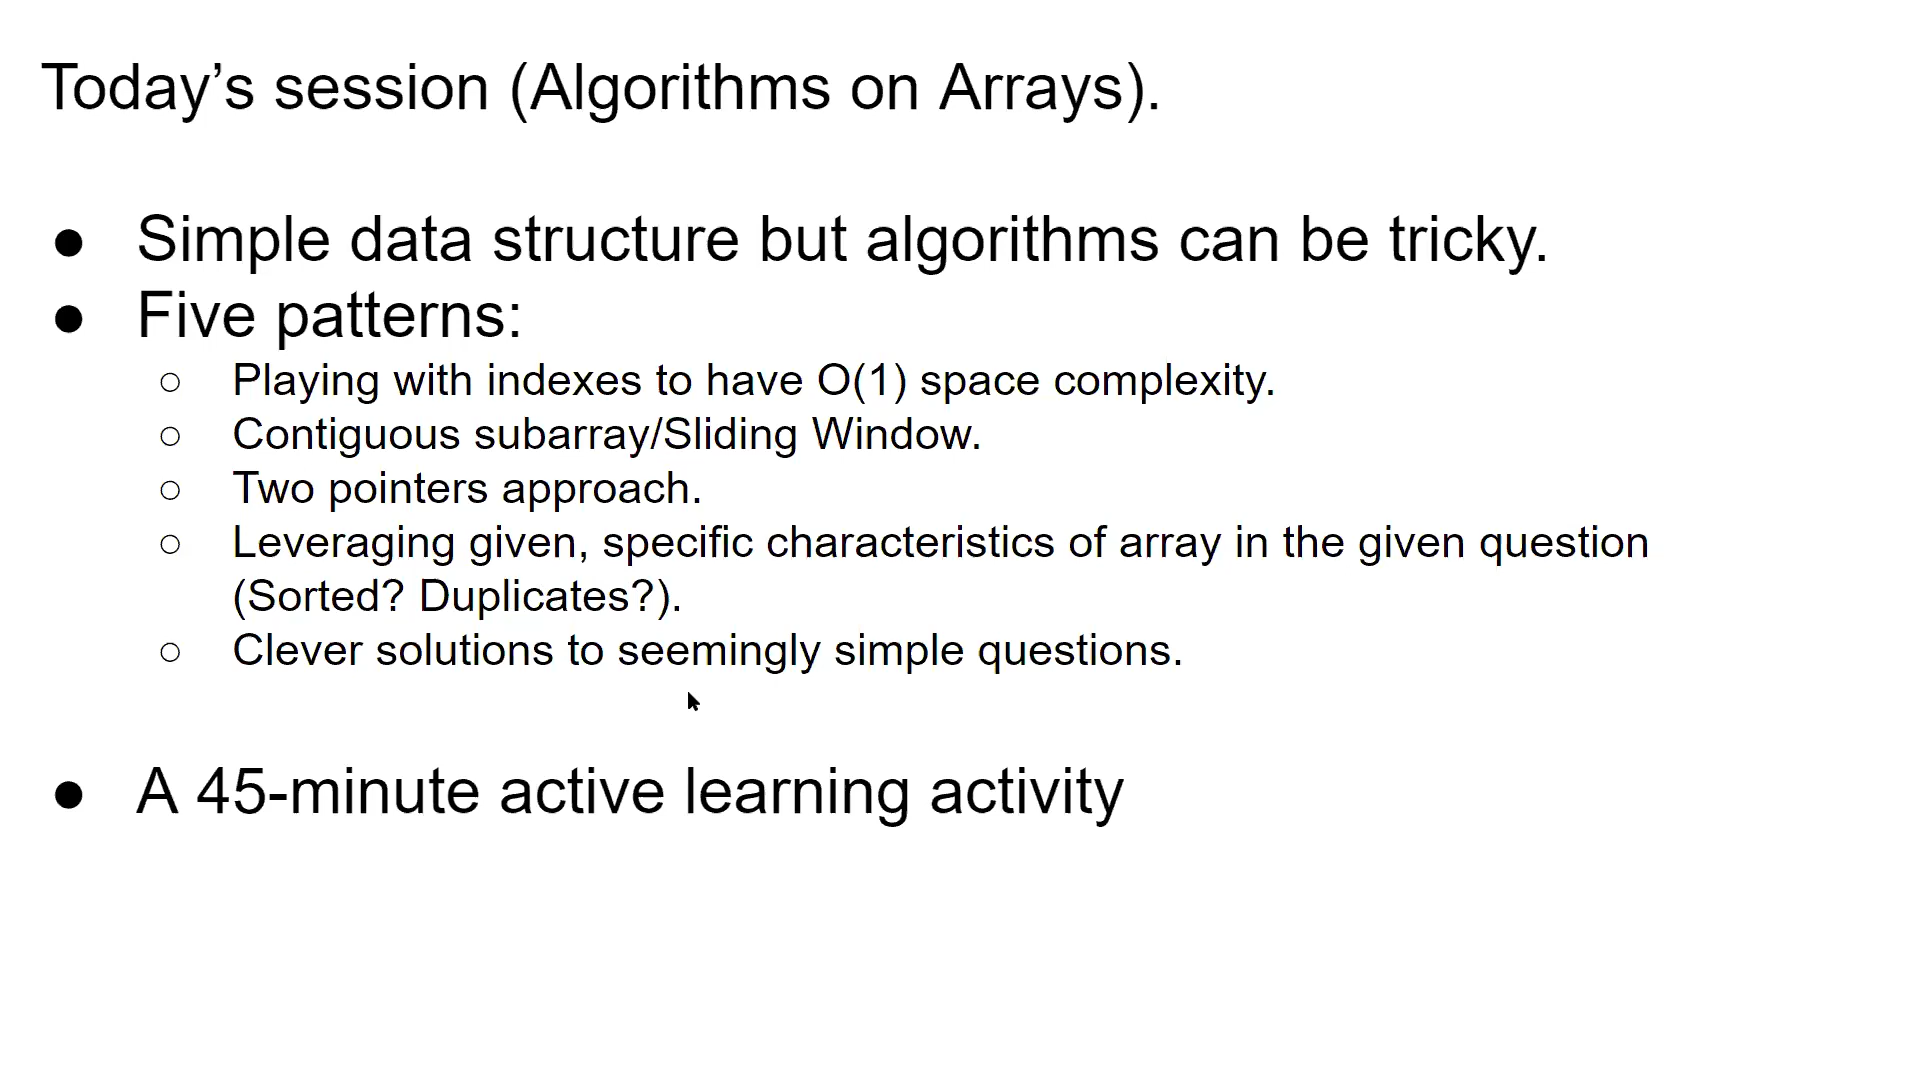 Today’s session (Algorithms on Arrays).
● Simple data structure but algorithms can be tricky.
● Five patterns:
○ Playing with indexes to have O(1) space complexity.
○ Contiguous subarray/Sliding Window.
○ Two pointers approach.
○ Leveraging given, specific characteristics of array in the given question
(Sorted? Duplicates?).
○ Clever solutions to seemingly simple questions.
● A 45-minute active learning activity